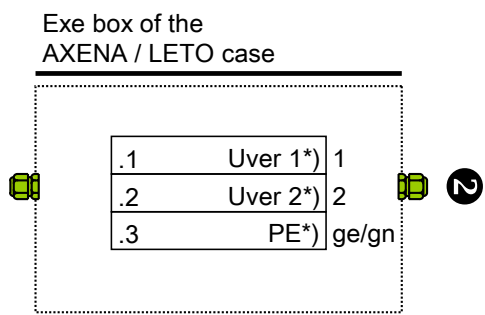 Exe box of the
AXENA / LETO case
.1 Uver 1*) 1
.2 Uver 2*) 2
.3 PE*) ge/gn
2